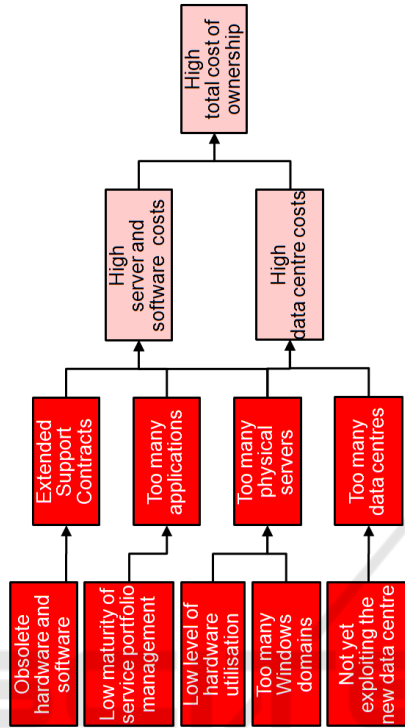 Obsolete
hardware and
software
Low maturity of
service portfolio
management
Low level of
hardware
utilisation
Too many
Windows
domains
Not yet
exploiting the
new data centre
Extended
Support
Contracts
Too many
applications
Too many
physical
servers
Too many
data centres
High
server and
software costs
High
data centre costs
High
total cost of
ownership